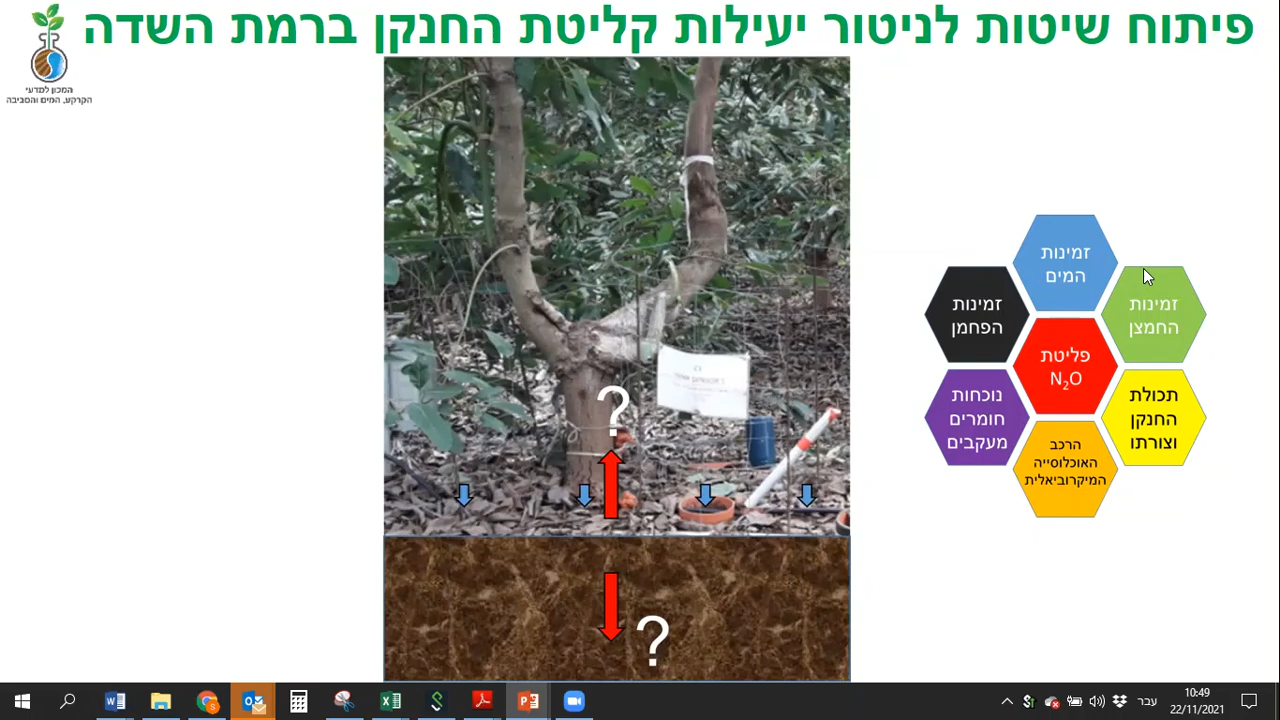 פיתוח שיטות לניטור יעילות קליטת החנקן ברמת השדה
המכון למדעי
הקרקע, המים והסביבה
זמינות
המים
זמינות
החמצן
זמינות
הפחמן
פליטת
N₂O
תכולת
החנקן
וצורתו
נוכחות
חומרים
מעקבים
הרכב
האוכלוסייה
המיקרוביאלית
?
?
עבר
10:49
22/11/2021